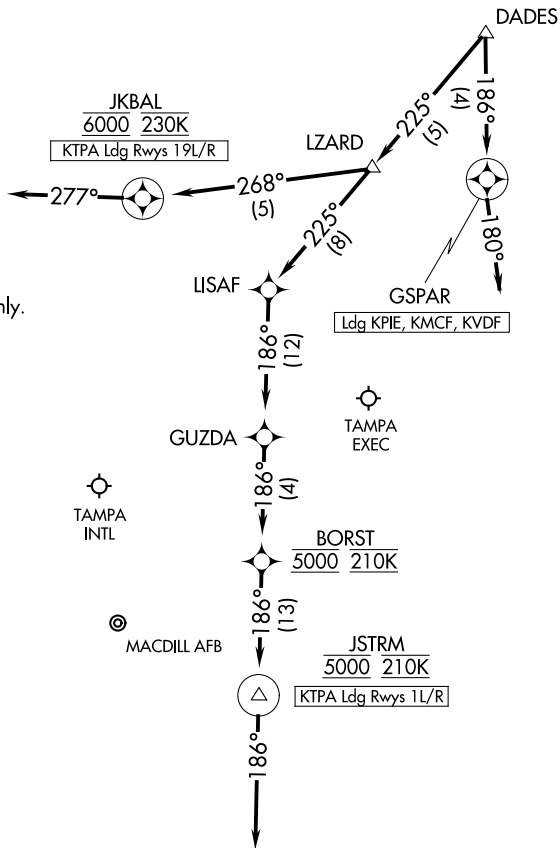 DADES
186°
(4)
225°
(5)
JKBAL
6000 230K
KTPA Ldg Rwys 19L/R
LZARD
277°
268°
(5)
225°
(8)
180°
GSPAR
Ldg KPIE, KMCF, KVDF
LISAF
nly.
186°
(12)
TAMPA
EXEC
GUZDA
186°
(4)
TAMPA
INTL
BORST
5000 210K
186°
(13)
MACDILL AFB
JSTRM
5000 210K
KTPA Ldg Rwys 1L/R
186°